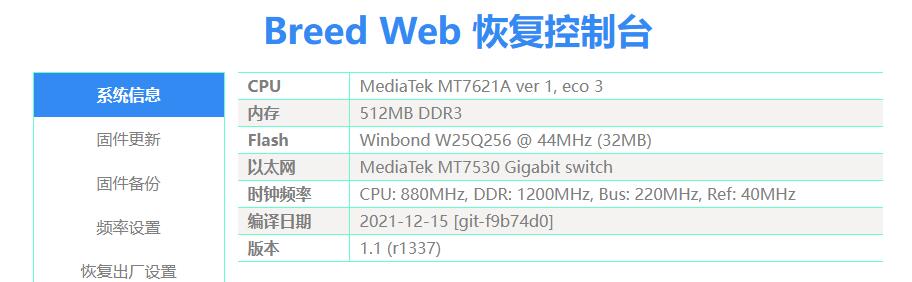 Breed Web 恢复控制台
系统信息
固件更新
固件备份
频率设置
恢复出厂设置
CPU MediaTek MT7621A ver 1, eco 3
内存 512MB DDR3
Flash Winbond W25Q256 @ 44MHz (32MB)
以太网 MediaTek MT7530 Gigabit switch
时钟频率 CPU: 880MHz, DDR: 1200MHz, Bus: 220MHz, Ref: 40MHz
编译日期 2021-12-15 [git-f9b74d0]
版本 1.1 (r1337)